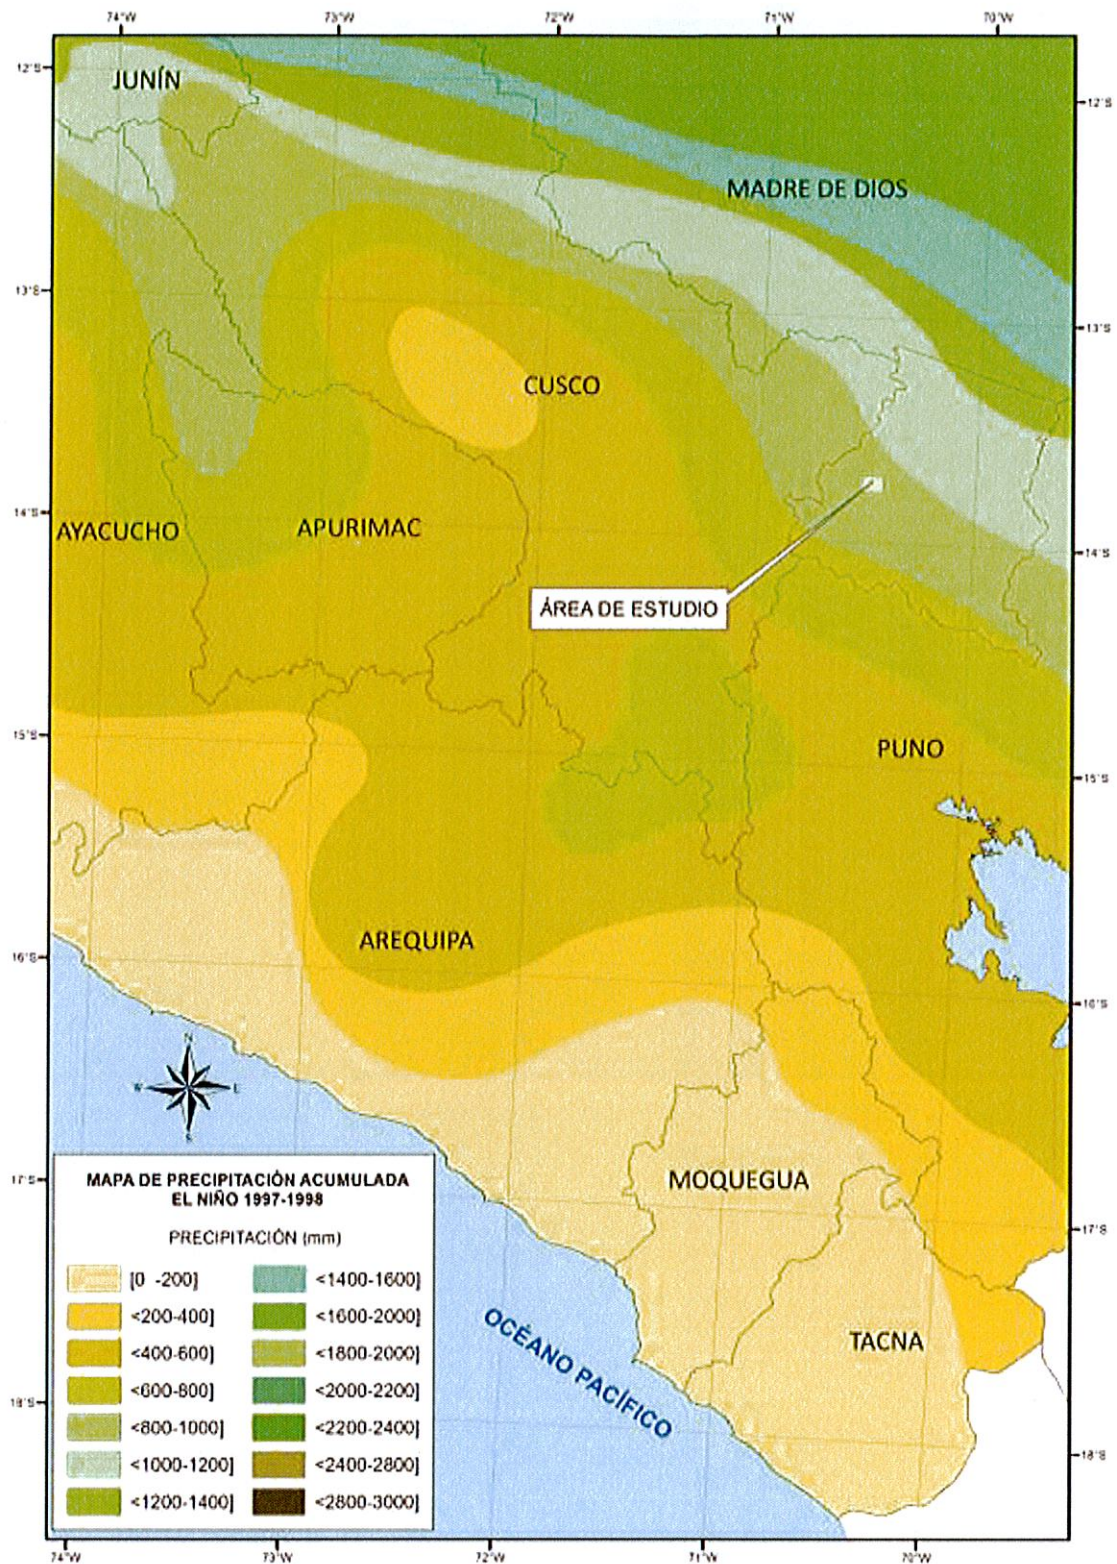 74°W 73°W 72°W 71°W 70°W
12°S
12°S
JUNÍN
MADRE DE DIOS
13°S
13°S
CUSCO
14°S
14°S
AYACUCHO
APURIMAC
ÁREA DE ESTUDIO
15°S
15°S
PUNO
AREQUIPA
16°S
16°S
N
W E
S
17°S
17°S
MOQUEGUA
TACNA
OCÉANO PACÍFICO
18°S
18°S
MAPA DE PRECIPITACIÓN ACUMULADA
EL NIÑO 1997-1998
PRECIPITACIÓN (mm)
[0 -200]
<200-400]
<400-600]
<600-800]
<800-1000]
<1000-1200]
<1200-1400]
<1400-1600]
<1600-2000]
<1800-2000]
<2000-2200]
<2200-2400]
<2400-2800]
<2800-3000]
74°W 73°W 72°W 71°W 70°W